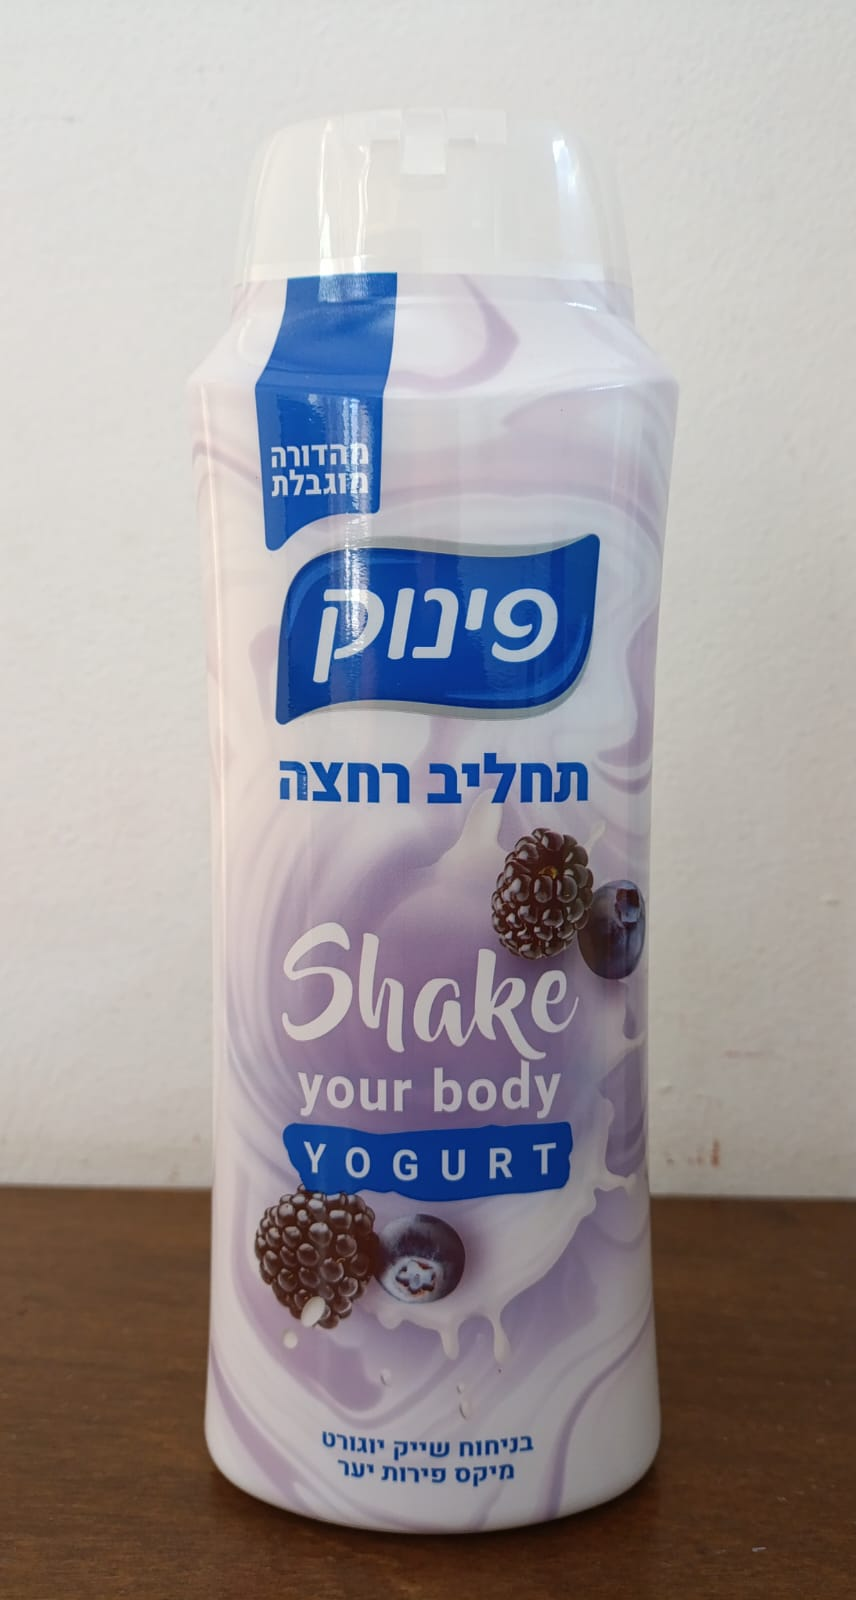 מהדורה
מוגבלת
פינוק
תחליב רחצה
Shake
your body
YOGURT
בניחוח שייק יוגורט
מיקס פירות יער